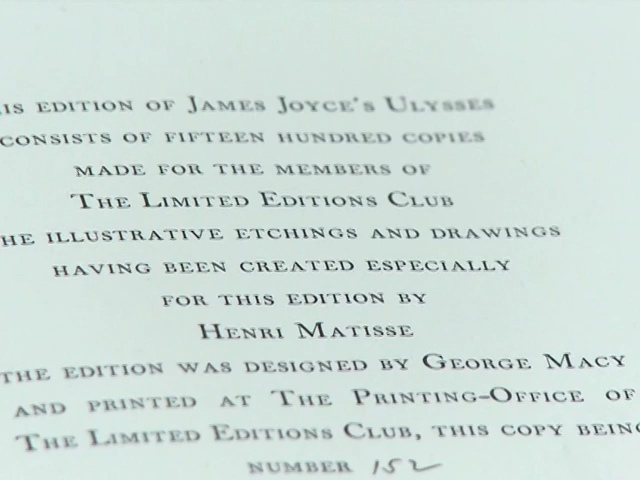 IS EDITION OF JAMES JOYCE'S ULYSSES
CONSISTS OF FIFTEEN HUNDRED COPIES
MADE FOR THE MEMBERS OF
THE LIMITED EDITIONS CLUB
HE ILLUSTRATIVE ETCHINGS AND DRAWINGS
HAVING BEEN CREATED ESPECIALLY
FOR THIS EDITION BY
HENRI MATISSE
THE EDITION WAS DESIGNED BY GEORGE MACY
AND PRINTED AT THE PRINTING-OFFICE OF
THE LIMITED EDITIONS CLUB, THIS COPY BEING
NUMBER 152